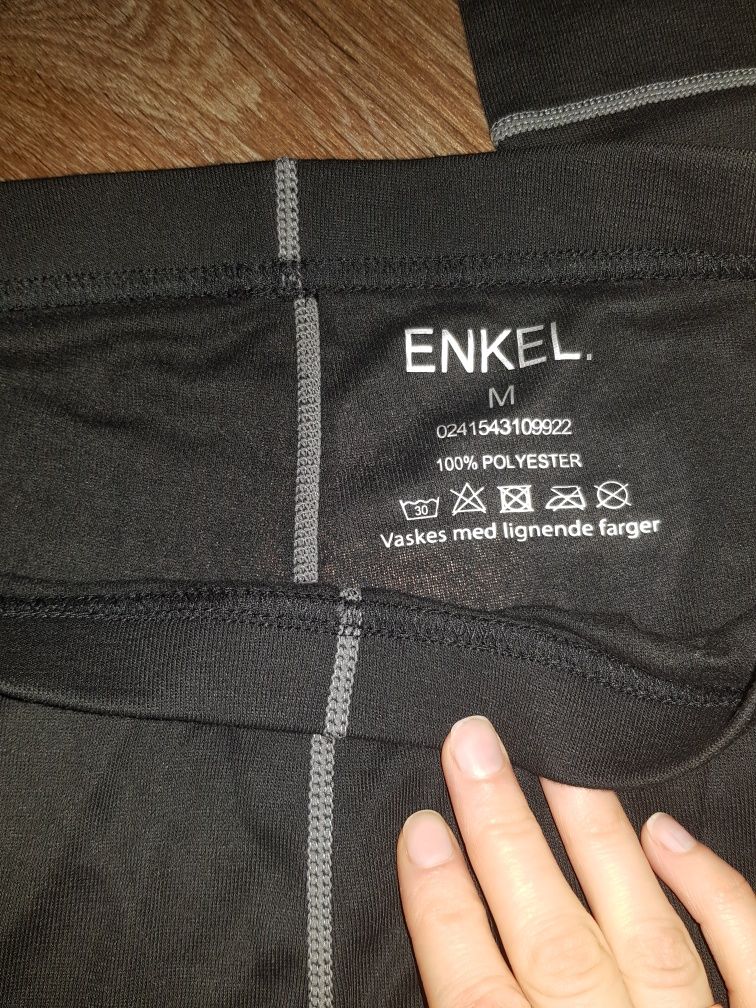 ENKEL.
M
0241543109922
100% POLYESTER
30
Vaskes med lignende farger